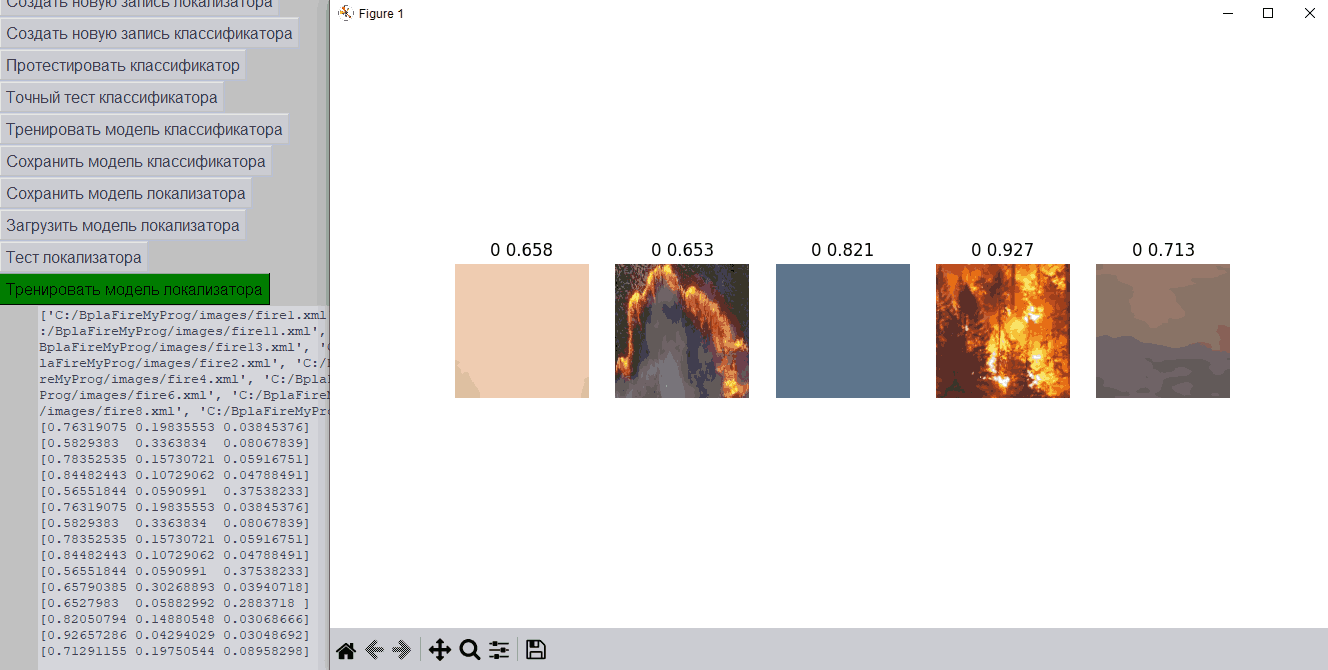 Создать новую запись локализатора
Создать новую запись классификатора
Протестировать классификатор
Точный тест классификатора
Тренировать модель классификатора
Сохранить модель классификатора
Сохранить модель локализатора
Загрузить модель локализатора
Тест локализатора
Тренировать модель локализатора
['C:/BplaFireMyProg/images/fire1.xml
:/BplaFireMyProg/images/fire11.xml',
BplaFireMyProg/images/fire13.xml', 'C
laFireMyProg/images/fire2.xml', 'C:/
reMyProg/images/fire4.xml', 'C:/Bpla
Prog/images/fire6.xml', 'C:/BplaFire
/images/fire8.xml', 'C:/BplaFireMyPro
[0.76319075 0.19835553 0.03845376]
[0.5829383 0.3363834 0.08067839]
[0.78352535 0.15730721 0.05916751]
[0.84482443 0.10729062 0.04788491]
[0.56551844 0.0590991 0.37538233]
[0.76319075 0.19835553 0.03845376]
[0.5829383 0.3363834 0.08067839]
[0.78352535 0.15730721 0.05916751]
[0.84482443 0.10729062 0.04788491]
[0.56551844 0.0590991 0.37538233]
[0.65790385 0.30268893 0.03940718]
[0.6527983 0.05882992 0.2883718 ]
[0.82050794 0.14880548 0.03068666]
[0.92657286 0.04294029 0.03048692]
[0.71291155 0.19750544 0.08958298]
Figure 1
0 0.658
0 0.653
0 0.821
0 0.927
0 0.713